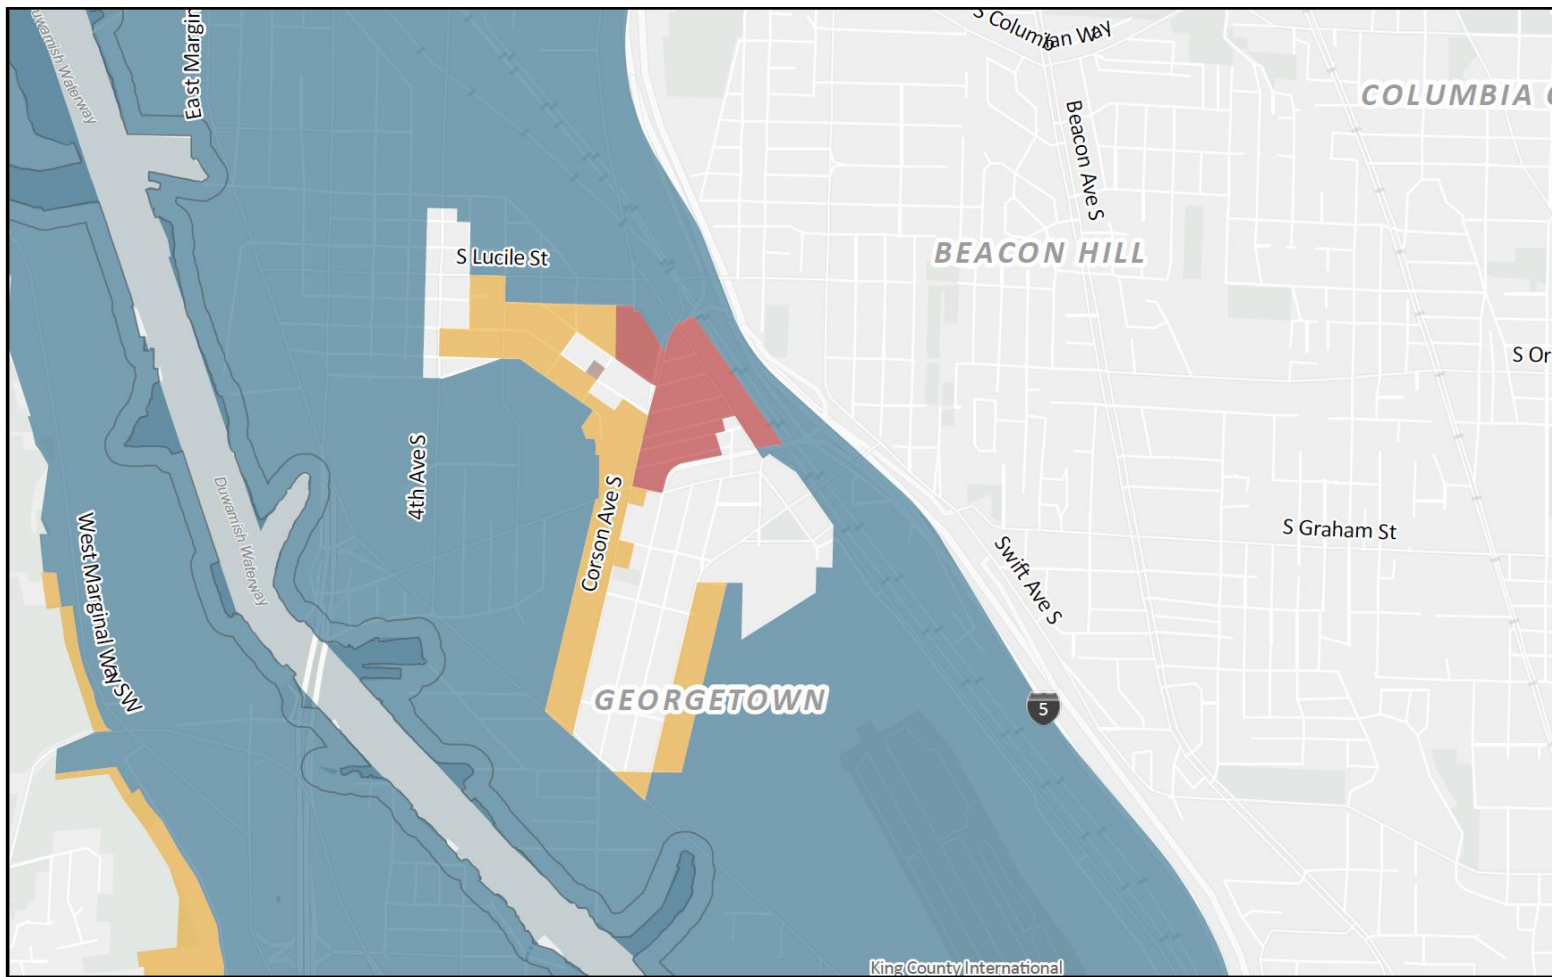 Duwamish Waterway
East Margin
S Columbian Way
COLUMBIA C
Beacon Ave S
S Lucile St
BEACON HILL
S Or
4th Ave S
Duwamish Waterway
Corson Ave S
West Marginal Way SW
Swift Ave S
S Graham St
GEORGETOWN
5
King County International